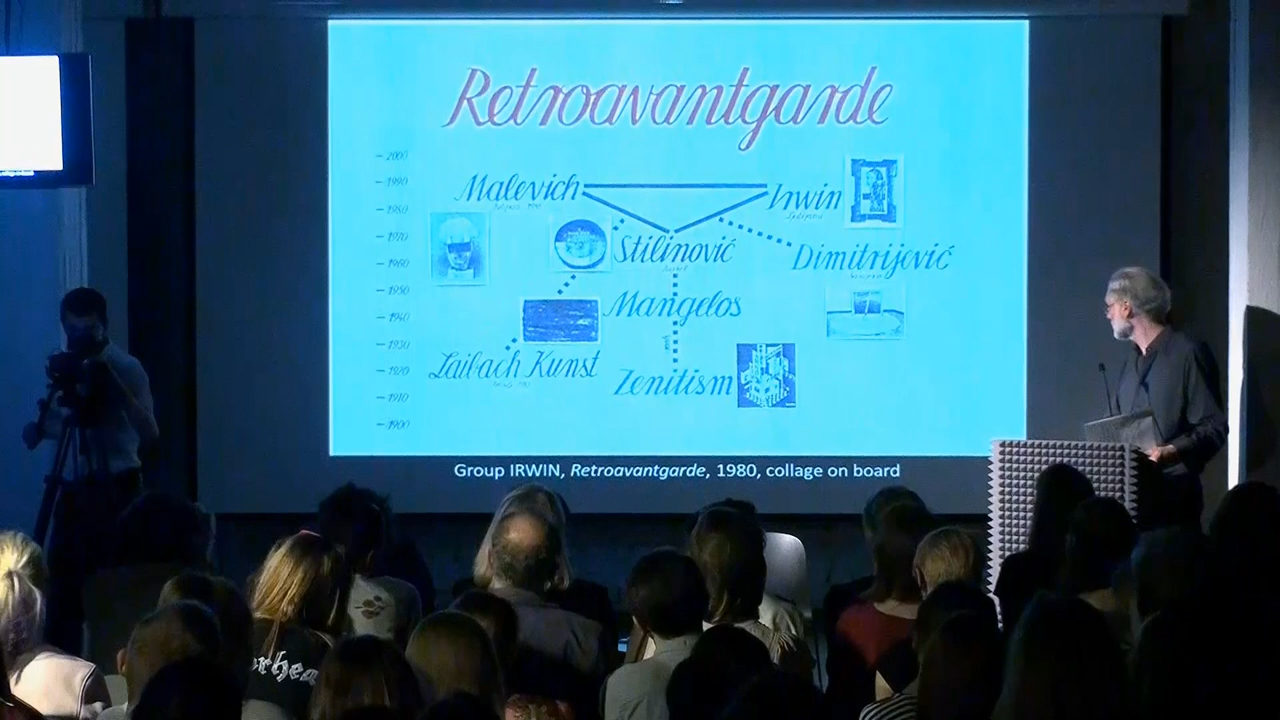 Retroavantgarde
2000
1990
1980
1970
1960
1950
1940
1930
1920
1910
1900
Malevich
Irwin
Stilinović
Dimitrijević
Mangelos
Laibach Kunst
Zenitism
Group IRWIN, Retroavantgarde, 1980, collage on board